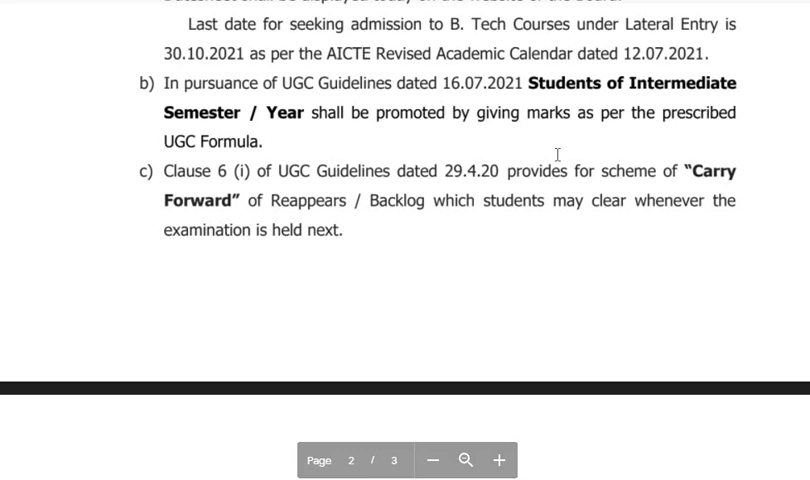 Last date for seeking admission to B. Tech Courses under Lateral Entry is
30.10.2021 as per the AICTE Revised Academic Calendar dated 12.07.2021.
b) In pursuance of UGC Guidelines dated 16.07.2021 Students of Intermediate
Semester / Year shall be promoted by giving marks as per the prescribed
UGC Formula.
c) Clause 6 (i) of UGC Guidelines dated 29.4.20 provides for scheme of "Carry
Forward" of Reappears / Backlog which students may clear whenever the
examination is held next.
Page 2 / 3